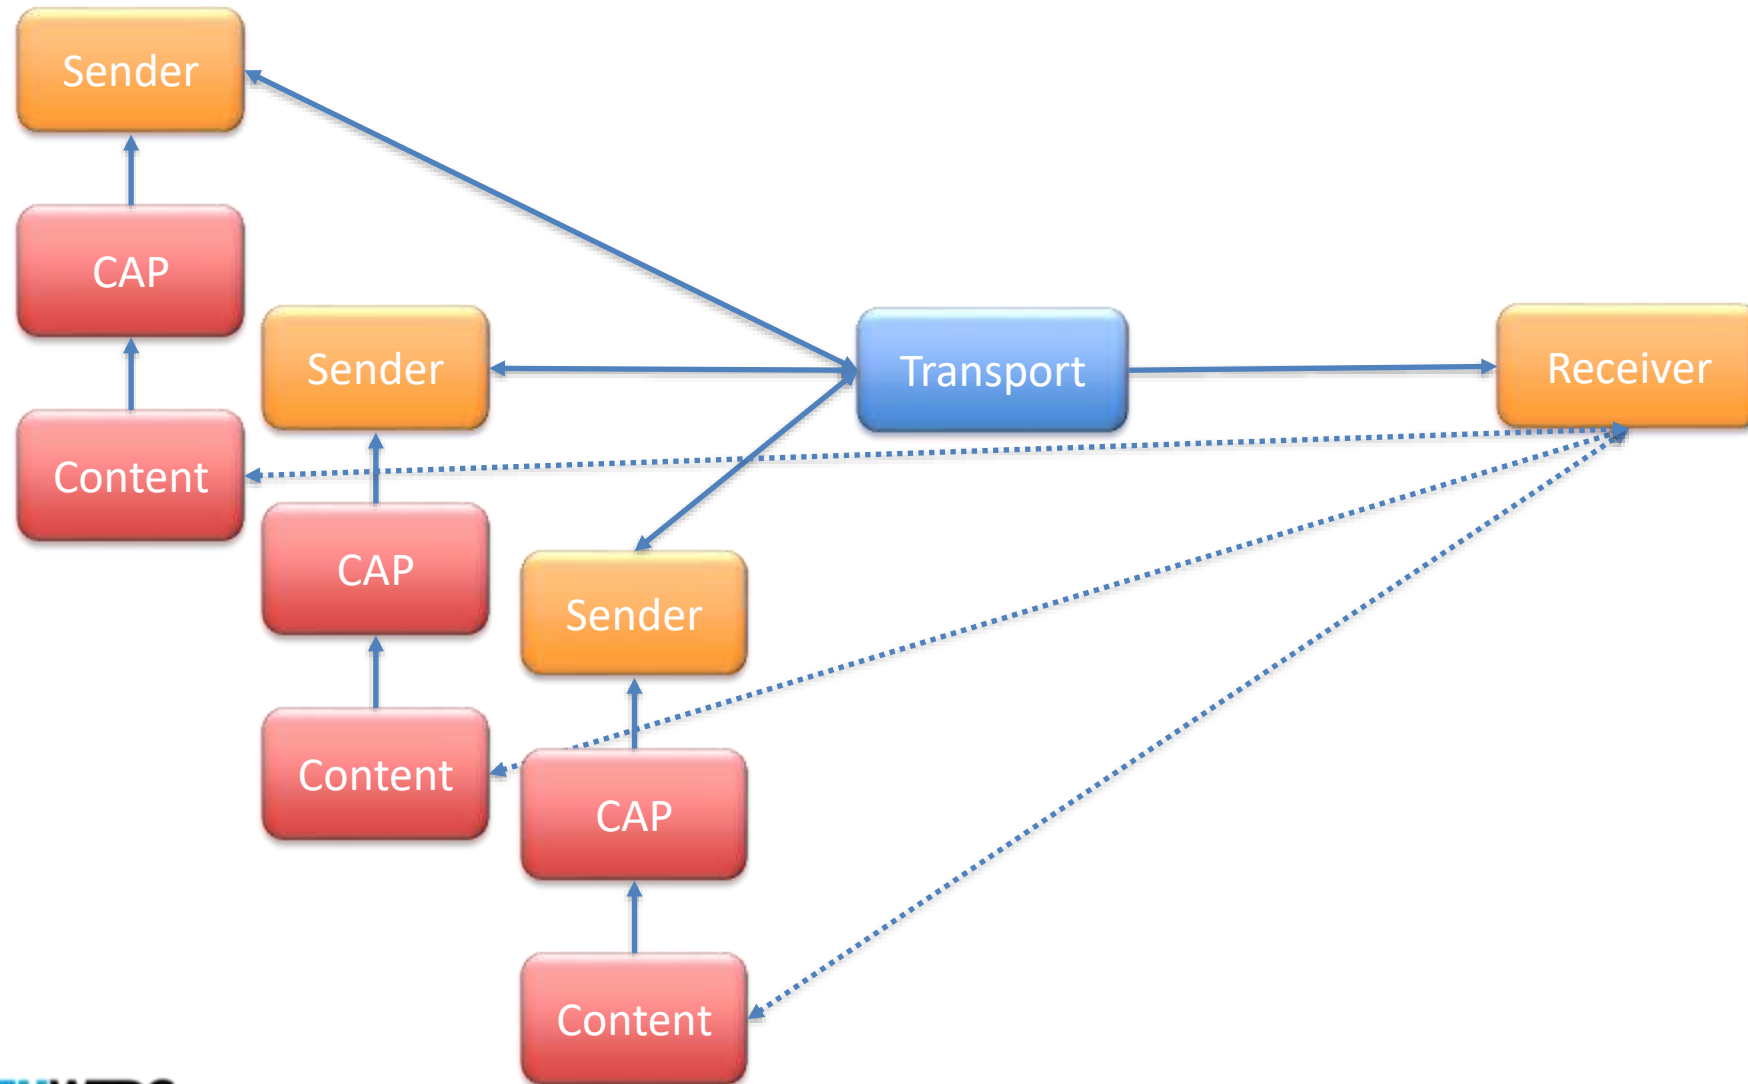 Sender
CAP
Content
Sender
CAP
Content
Sender
CAP
Content
Transport
Receiver